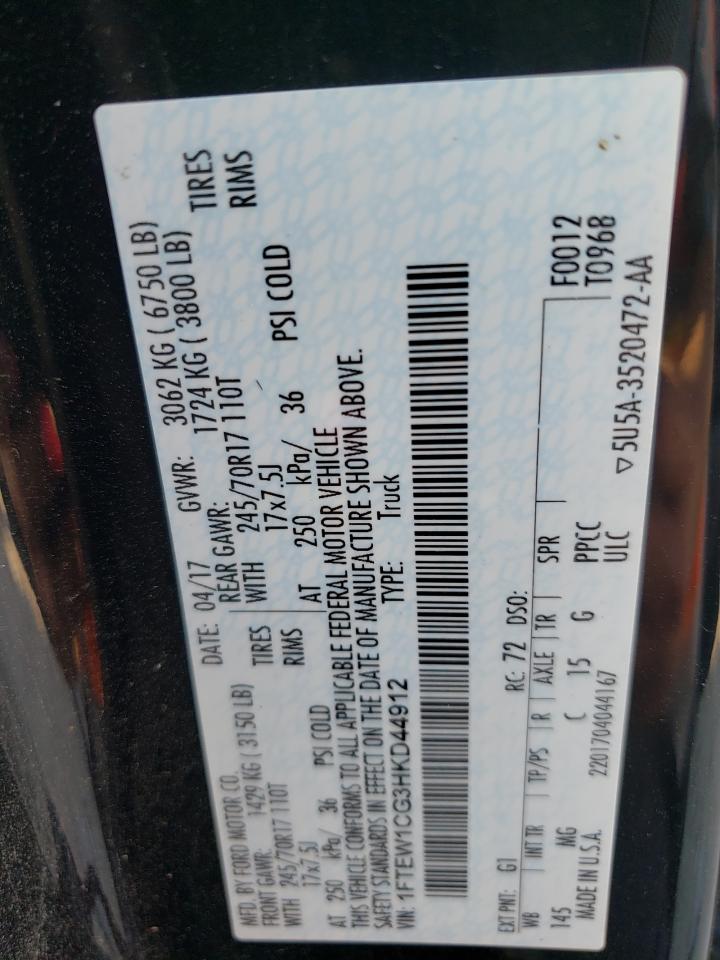 MFD. BY FORD MOTOR CO. DATE: 04/17 GVWR: 3062 KG ( 6750 LB)
FRONT GAWR: 1429 KG ( 3150 LB) REAR GAWR: 1724 KG ( 3800 LB)
WITH 245/70R17 110T TIRES WITH 245/70R17 110T TIRES
17x7.5J RIMS 17x7.5J RIMS
AT 250 kPa/ 36 PSI COLD AT 250 kPa/ 36 PSI COLD
THIS VEHICLE CONFORMS TO ALL APPLICABLE FEDERAL MOTOR VEHICLE
SAFETY STANDARDS IN EFFECT ON THE DATE OF MANUFACTURE SHOWN ABOVE.
VIN: 1FTEW1CG3HKD44912 TYPE: Truck
EXT PNT: G1 RC: 72 DSO: F0012
WB INT TR TP/PS R AXLE TR SPR T0968
145 MG C 15 G PPCC
MADE IN U.S.A. 2201704044167 ULC
▽5U5A-3520472-AA